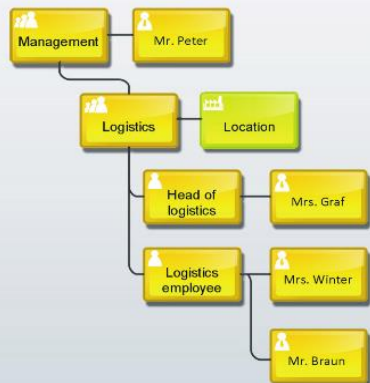 Management
Mr. Peter
Logistics
Location
Head of
logistics
Mrs. Graf
Logistics
employee
Mrs. Winter
Mr. Braun